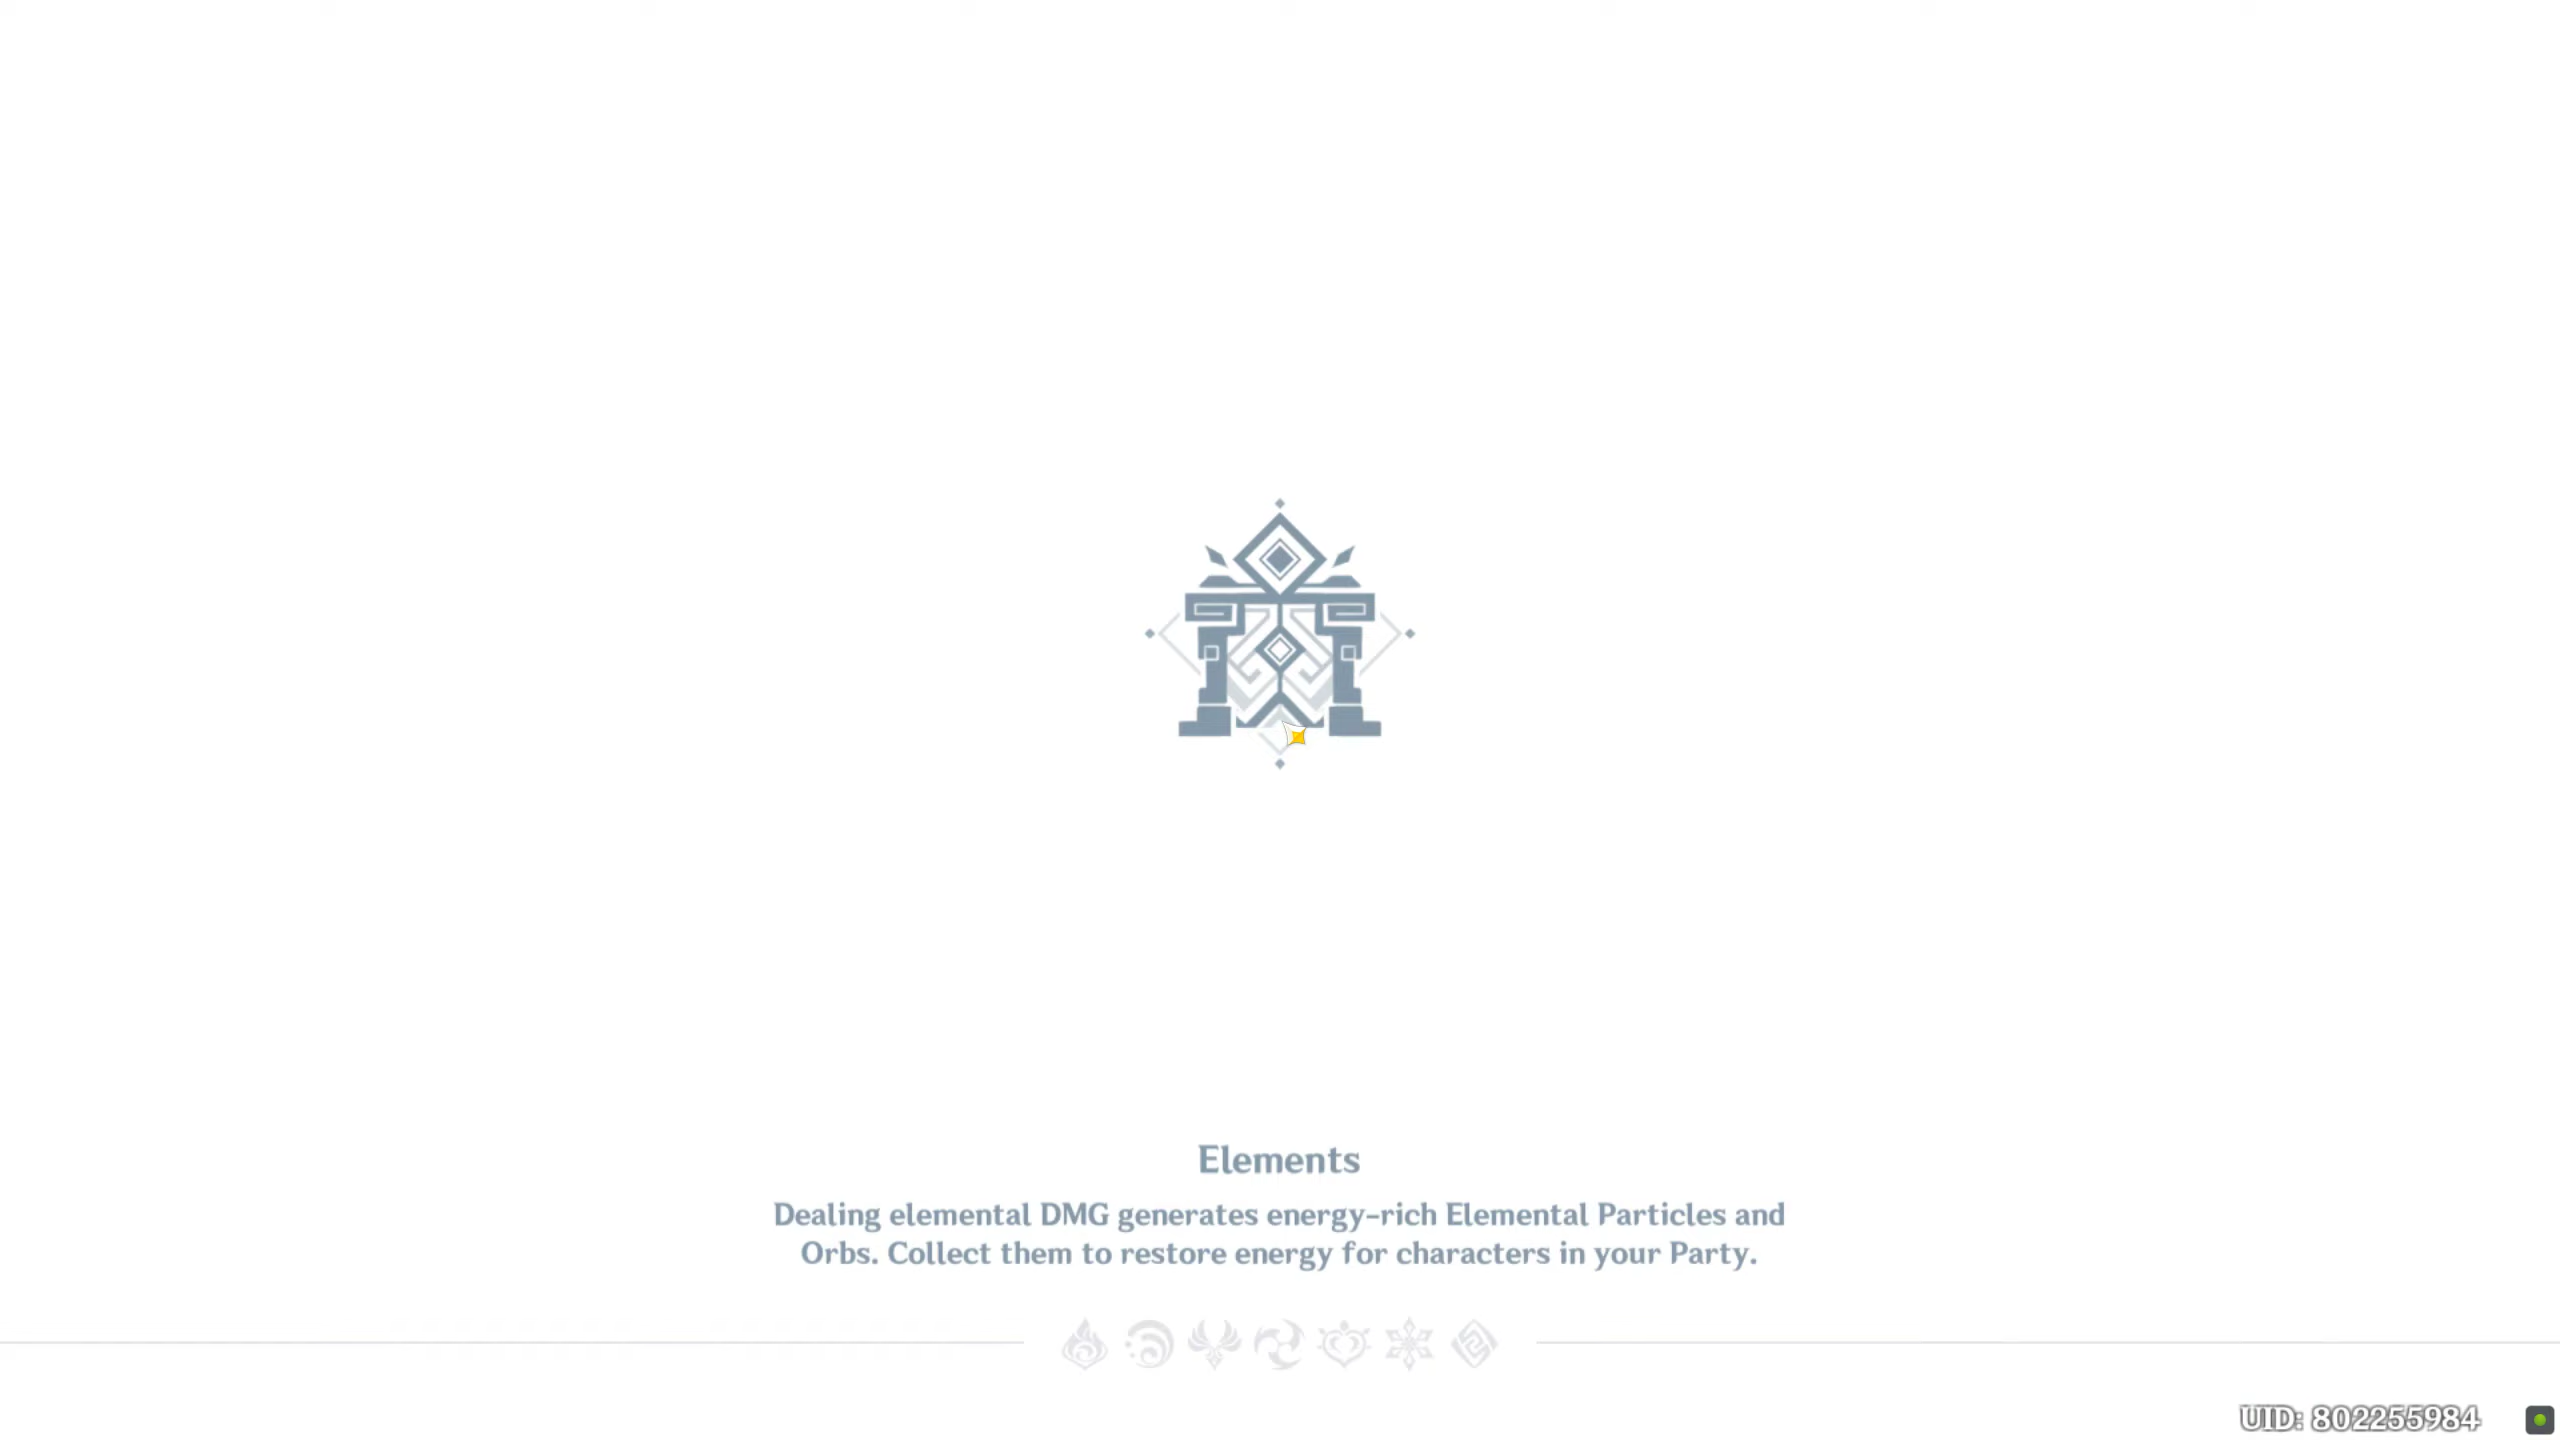 Elements
Dealing elemental DMG generates energy-rich Elemental Particles and
Orbs. Collect them to restore energy for characters in your Party.
UID: 802255984